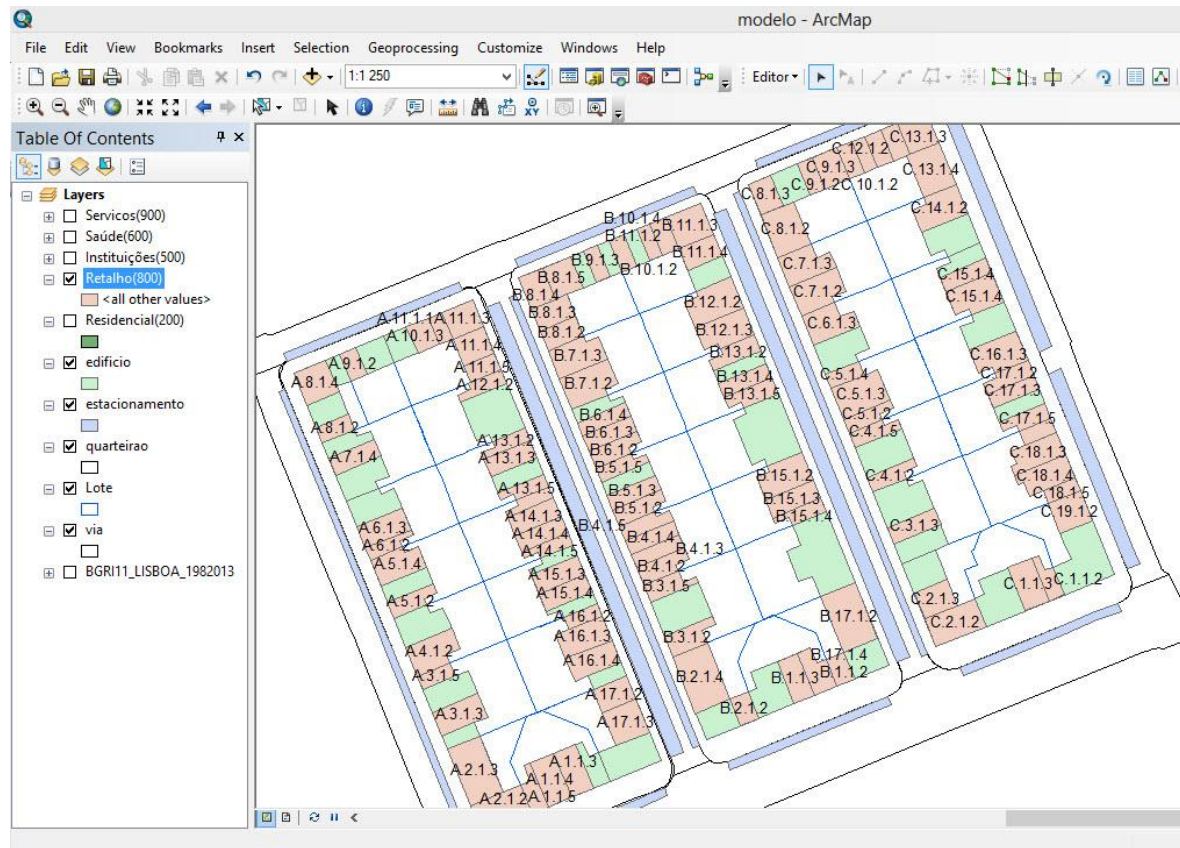 modelo - ArcMap
File Edit View Bookmarks Insert Selection Geoprocessing Customize Windows Help
1:1 250
Editor
Table Of Contents
Layers
Servicos(900)
Saúde(600)
Instituições(500)
Retalho(800)
<all other values>
Residencial(200)
edificio
estacionamento
quarteirao
Lote
via
BGRI11_LISBOA_1982013
A.11.1.1 A.11.1.3
A.10.1.3
A.9.1.2
A.11.1.4
A.11.1.5
A.8.1.4
A.12.1.2
A.8.1.2
A.13.1.2
A.7.1.4
A.13.1.3
A.13.1.5
A.6.1.3
A.14.1.3
A.6.1.2
A.14.1.4
A.5.1.4
A.14.1.5
A.15.1.3
A.5.1.2
A.15.1.4
A.16.1.2
A.16.1.3
A.4.1.2
A.16.1.4
A.3.1.5
A.17.1.2
A.3.1.3
A.17.1.3
A.1.1.3
A.2.1.3
A.1.1.4
A.2.1.2 A.1.1.5
B.10.1.4
B.11.1.3
B.11.1.2
B.11.1.4
B.9.1.3
B.10.1.2
B.8.1.5
B.8.1.4
B.12.1.2
B.8.1.3
B.8.1.2
B.12.1.3
B.7.1.3
B.13.1.2
B.7.1.2
B.13.1.4
B.13.1.5
B.6.1.4
B.6.1.3
B.6.1.2
B.5.1.5
B.15.1.2
B.5.1.3
B.15.1.3
B.5.1.2
B.15.1.4
B.4.1.5
B.4.1.4
B.4.1.3
B.4.1.2
B.3.1.5
B.17.1.2
B.3.1.2
B.17.1.4
B.2.1.4
B.1.1.3 B.1.1.2
B.2.1.2
C.13.1.3
C.12.1.2
C.9.1.3
C.13.1.4
C.8.1.3 C.9.1.2 C.10.1.2
C.14.1.2
C.8.1.2
C.7.1.3
C.15.1.4
C.7.1.2
C.15.1.4
C.6.1.3
C.16.1.3
C.5.1.4
C.17.1.2
C.5.1.3
C.17.1.3
C.5.1.2
C.17.1.5
C.4.1.5
C.18.1.3
C.4.1.2
C.18.1.4
C.18.1.5
C.19.1.2
C.3.1.3
C.1.1.3 C.1.1.2
C.2.1.3
C.2.1.2